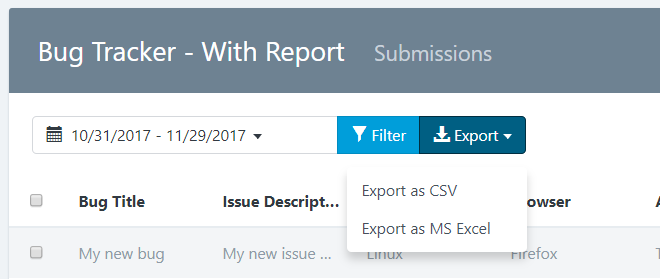 Bug Tracker - With Report Submissions
10/31/2017 - 11/29/2017 Filter Export
Export as CSV
Bug Title Issue Descript... rowser
Export as MS Excel
My new bug My new issue ... Linux Firefox